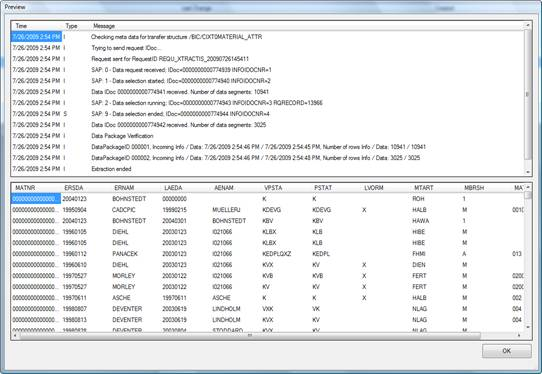 Preview
Last Change
Time Type Message
7/26/2009 2:54 PM I Checking meta data for transfer structure /BIC/CIXT0MATERIAL_ATTR
7/26/2009 2:54 PM I Trying to send request IDoc...
7/26/2009 2:54 PM I Request sent for RequestID REQU_XTRACTIS_20090726145411
7/26/2009 2:54 PM I SAP: 0 - Data request received; IDoc=0000000000774939 INFOIDOCNR=1
7/26/2009 2:54 PM I SAP: 1 - Data selection started; IDoc=0000000000774940 INFOIDOCNR=2
7/26/2009 2:54 PM I Data IDoc 0000000000774941 received. Number of data segments: 10941
7/26/2009 2:54 PM I SAP: 2 - Data selection running; IDoc=0000000000774943 INFOIDOCNR=3 RQRECORD=13966
7/26/2009 2:54 PM S SAP: 9 - Data selection ended; IDoc=0000000000774944 INFOIDOCNR=4
7/26/2009 2:54 PM I Data IDoc 0000000000774942 received. Number of data segments: 3025
7/26/2009 2:54 PM I Data Package Verification
7/26/2009 2:54 PM I DataPackageID 000001, Incoming Info / Data: 7/26/2009 2:54:46 PM / 7/26/2009 2:54:45 PM, Number of rows Info / Data: 10941 / 10941
7/26/2009 2:54 PM I DataPackageID 000002, Incoming Info / Data: 7/26/2009 2:54:46 PM / 7/26/2009 2:54:48 PM, Number of rows Info / Data: 3025 / 3025
7/26/2009 2:54 PM I Extraction ended
MATNR ERSDA ERNAM LAEDA AENAM VPSTA PSTAT LVORM MTART MBRSH
00000000000000... 20040123 BOHNSTEDT 00000000 K K ROH 1
00000000000000... 19950904 CADCPIC 19990215 MUELLERJ KDEVG KDEVG X HALB M 0010
00000000000000... 20040123 BOHNSTEDT 20040301 BOHNSTEDT KBV KBV HAWA 1
00000000000000... 19960105 DIEHL 20030123 I021066 KLBX KLB HIBE M
00000000000000... 19960105 DIEHL 20030123 I021066 KLBX KLB HIBE M
00000000000000... 19960112 PANACEK 20030123 I021066 KEDPLQXZ KEDPL FHMI A 013
00000000000000... 19960610 DIEHL 20030123 I021066 KVX KV X DIEN M
00000000000000... 19970527 MORLEY 20030122 I021066 KVB KVB X FERT M 0200
00000000000000... 19970527 MORLEY 20030122 I021066 KV KV X FERT M 0200
00000000000000... 19970611 ASCHE 20030123 I021066 K K X HALB M 002
00000000000000... 19980807 DEVENTER 20030619 LINDHOLM VXK VK NLAG M 004
00000000000000... 19980813 DEVENTER 20030619 LINDHOLM KVX KV NLAG M 004
00000000000000... 19980828 DEVENTER 20030804 STODDARD KVX KV NLAG M
OK